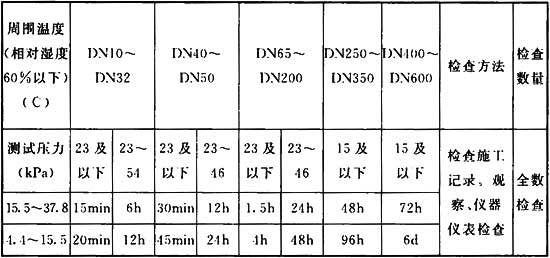 周围温度
(相对湿度
60%以下)
(C)
DN10～
DN32
DN40～
DN50
DN65～
DN200
DN250～
DN350
DN400～
DN600
检查方法
检查
数量
测试压力
(kPa)
23及
以下
23～
54
23及
以下
23～
46
23及
以下
23～
46
15及
以下
15及
以下
检查施工
记录、观
察、仪器
仪表检查
全数
检查
15.5～37.8
15min
6h
30min
12h
1.5h
24h
48h
72h
4.4～15.5
20min
12h
45min
24h
4h
48h
96h
6d